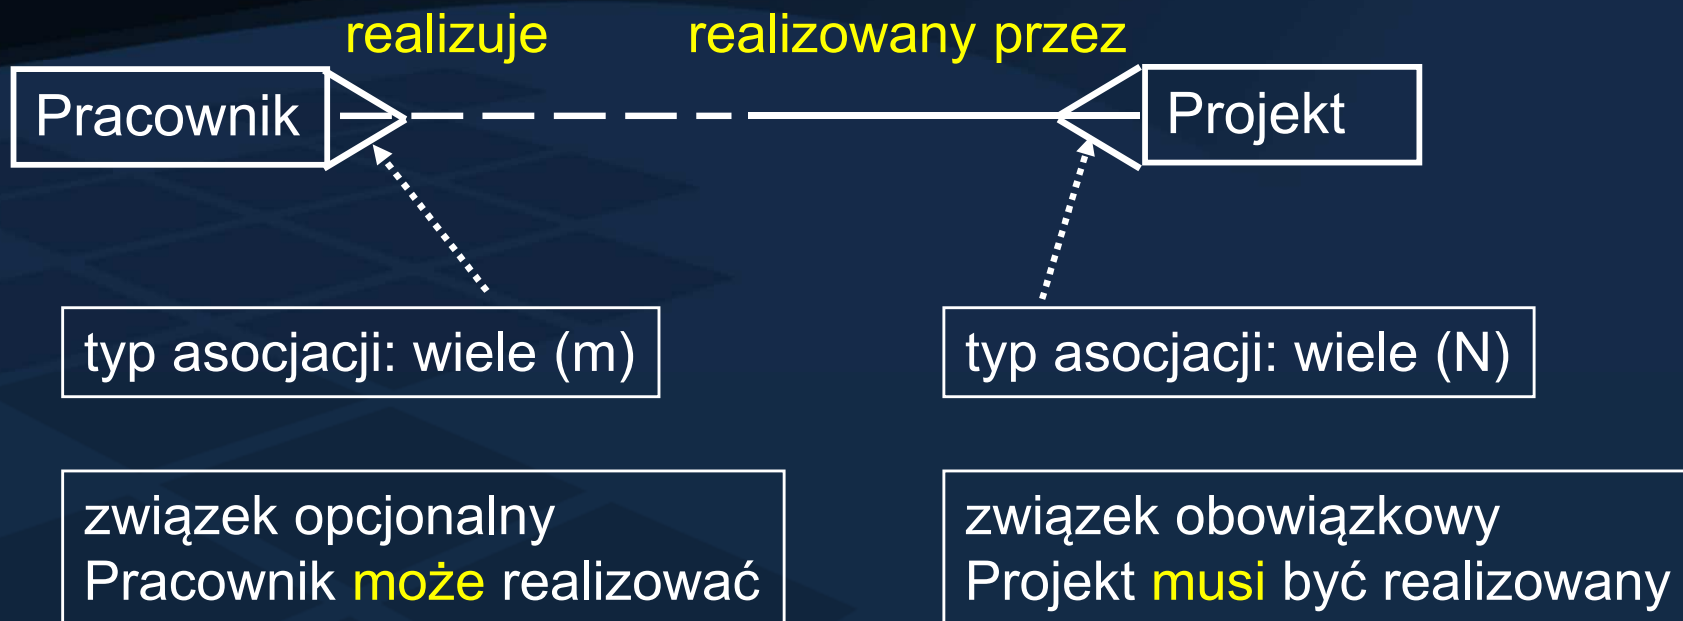 realizuje realizowany przez
Pracownik Projekt
typ asocjacji: wiele (m) typ asocjacji: wiele (N)
związek opcjonalny
Pracownik może realizować
związek obowiązkowy
Projekt musi być realizowany